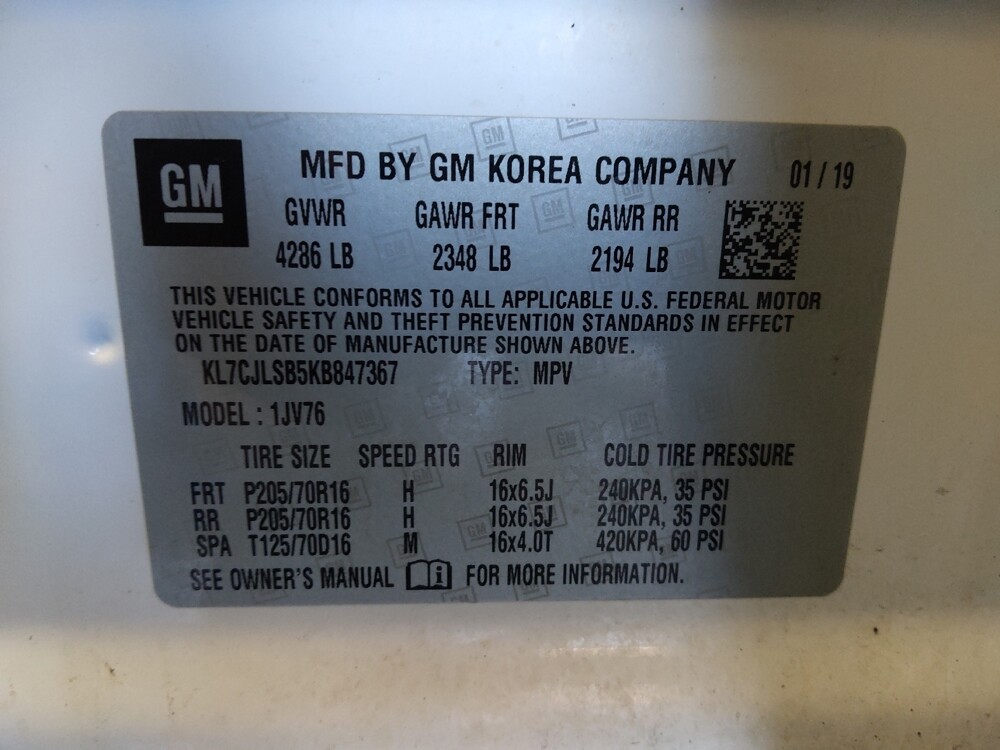 GM
MFD BY GM KOREA COMPANY 01 / 19
GVWR GAWR FRT GAWR RR
4286 LB 2348 LB 2194 LB
THIS VEHICLE CONFORMS TO ALL APPLICABLE U.S. FEDERAL MOTOR
VEHICLE SAFETY AND THEFT PREVENTION STANDARDS IN EFFECT
ON THE DATE OF MANUFACTURE SHOWN ABOVE.
KL7CJLSB5KB847367 TYPE: MPV
MODEL : 1JV76
TIRE SIZE SPEED RTG RIM COLD TIRE PRESSURE
FRT P205/70R16 H 16x6.5J 240KPA, 35 PSI
RR P205/70R16 H 16x6.5J 240KPA, 35 PSI
SPA T125/70D16 M 16x4.0T 420KPA, 60 PSI
SEE OWNER'S MANUAL i FOR MORE INFORMATION.